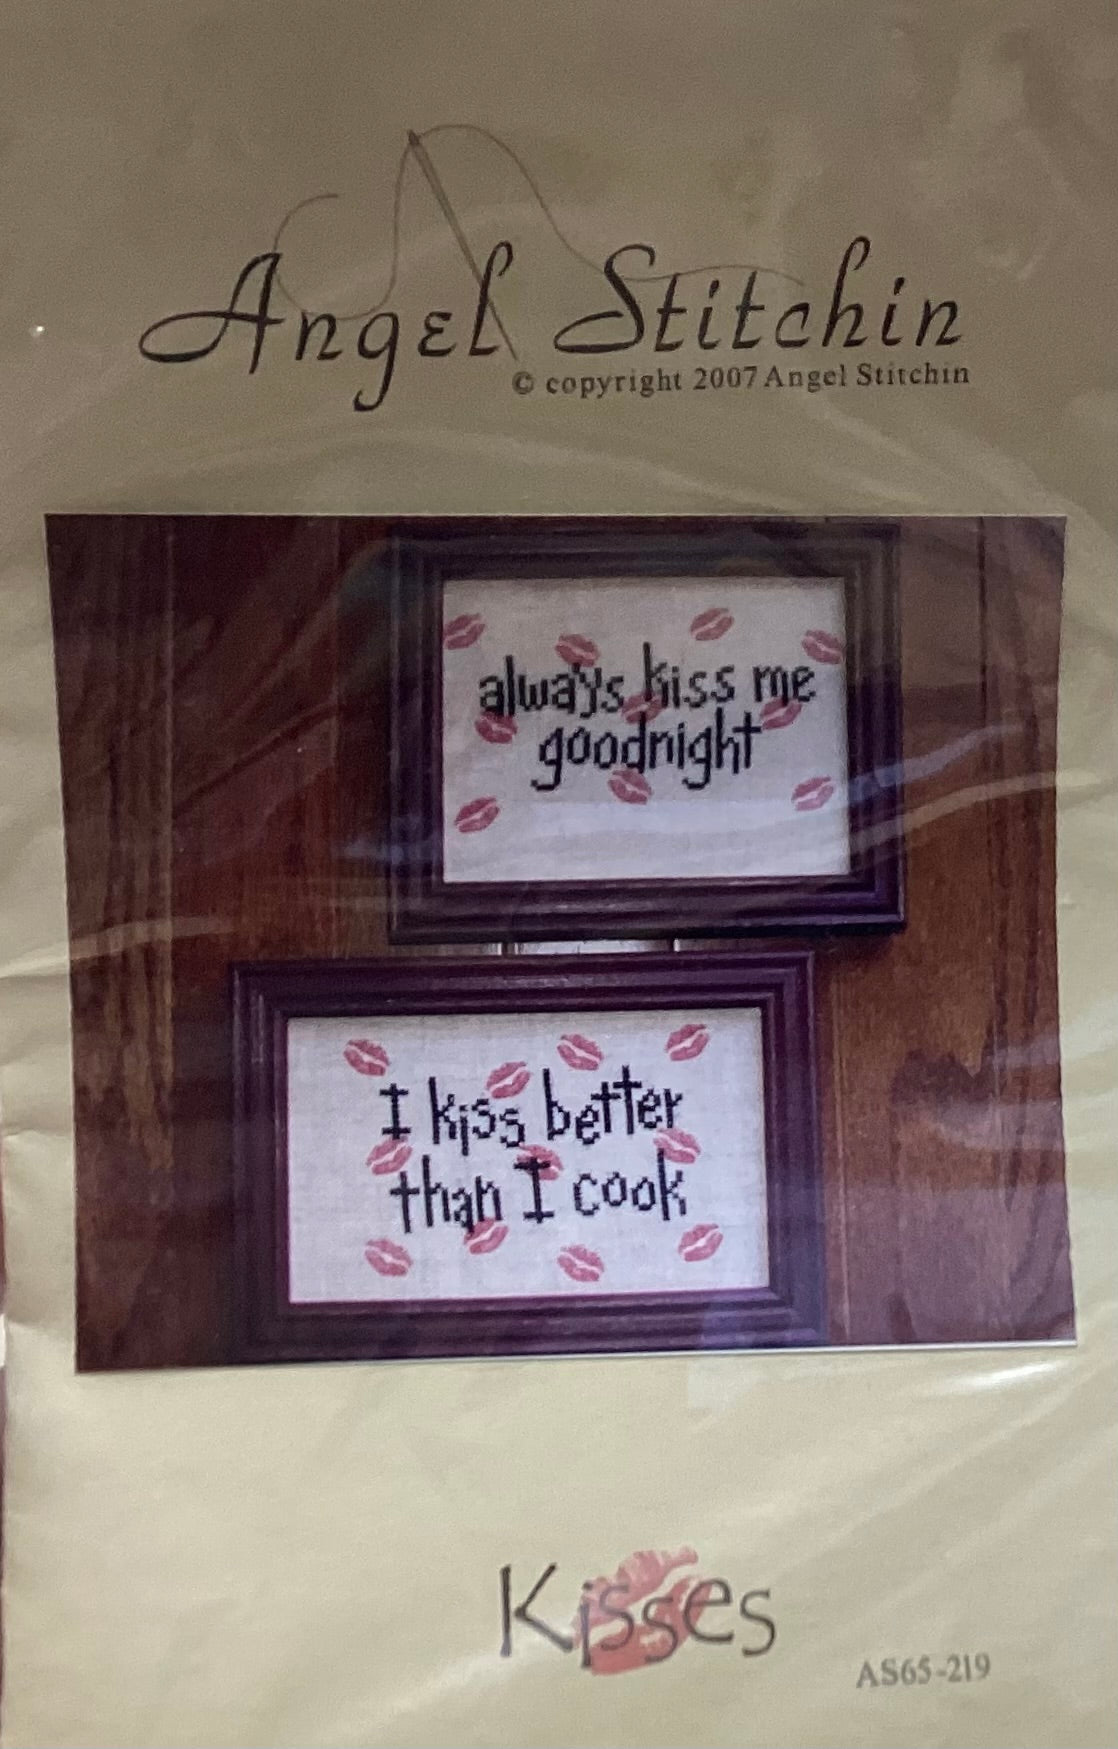 Angel Stitchin
© copyright 2007 Angel Stitchin
always kiss me
goodnight
I kiss better
than I cook
Kisses
AS65-219